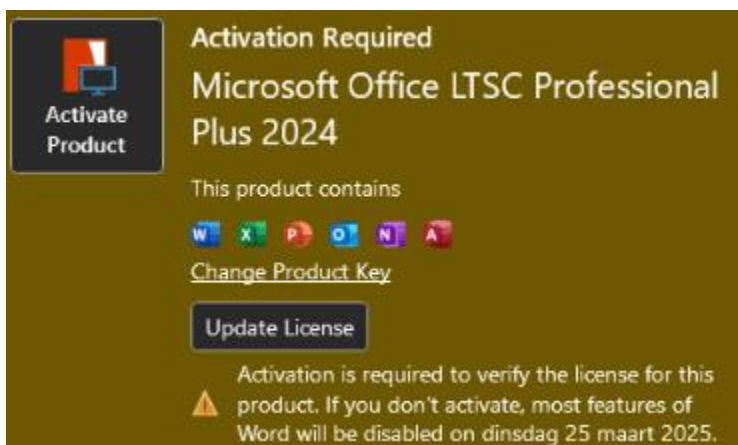 Activate
Product
Activation Required
Microsoft Office LTSC Professional
Plus 2024
This product contains
W X P O N A
Change Product Key
Update License
Activation is required to verify the license for this
product. If you don't activate, most features of
Word will be disabled on dinsdag 25 maart 2025.